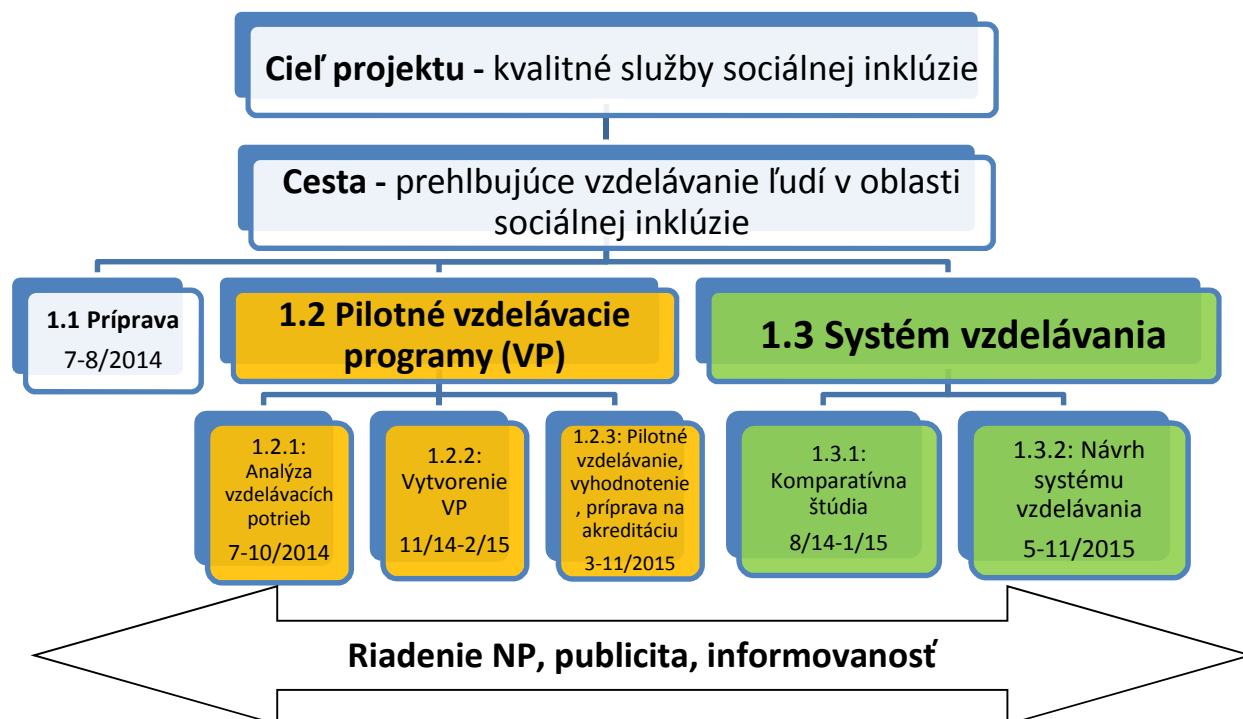 Cieľ projektu - kvalitné služby sociálnej inklúzie
Cesta - prehlbujúce vzdelávanie ľudí v oblasti
sociálnej inklúzie
1.1 Príprava
7-8/2014
1.2 Pilotné vzdelávacie
programy (VP)
1.3 Systém vzdelávania
1.2.1:
Analýza
vzdelávacích
potrieb
7-10/2014
1.2.2:
Vytvorenie
VP
11/14-2/15
1.2.3: Pilotné
vzdelávanie,
vyhodnotenie
, príprava na
akreditáciu
3-11/2015
1.3.1:
Komparatívna
štúdia
8/14-1/15
1.3.2: Návrh
systému
vzdelávania
5-11/2015
Riadenie NP, publicita, informovanosť